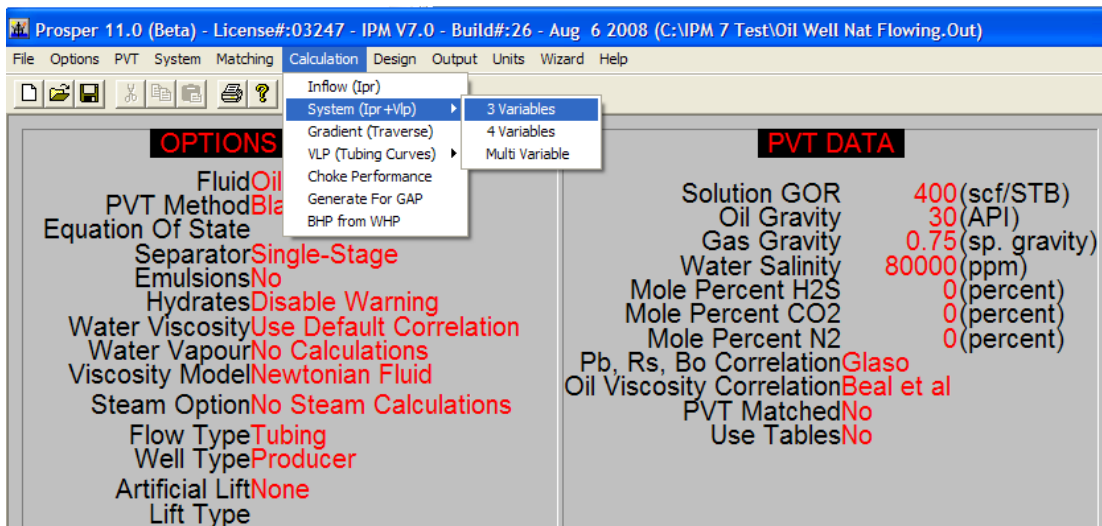 Prosper 11.0 (Beta) - License#:03247 - IPM V7.0 - Build#:26 - Aug 6 2008 (C:\IPM 7 Test\Oil Well Nat Flowing.Out)
File Options PVT System Matching Calculation Design Output Units Wizard Help
Inflow (Ipr)
System (Ipr+Vlp)
Gradient (Traverse)
VLP (Tubing Curves)
Choke Performance
Generate For GAP
BHP from WHP
3 Variables
4 Variables
Multi Variable
OPTIONS
Fluid Oil
PVT Method Bla
Equation Of State
Separator Single-Stage
Emulsions No
Hydrates Disable Warning
Water Viscosity Use Default Correlation
Water Vapour No Calculations
Viscosity Model Newtonian Fluid
Steam Option No Steam Calculations
Flow Type Tubing
Well Type Producer
Artificial Lift None
Lift Type
PVT DATA
Solution GOR 400 (scf/STB)
Oil Gravity 30 (API)
Gas Gravity 0.75 (sp. gravity)
Water Salinity 80000 (ppm)
Mole Percent H2S 0 (percent)
Mole Percent CO2 0 (percent)
Mole Percent N2 0 (percent)
Pb, Rs, Bo Correlation Glaso
Oil Viscosity Correlation Beal et al
PVT Matched No
Use Tables No